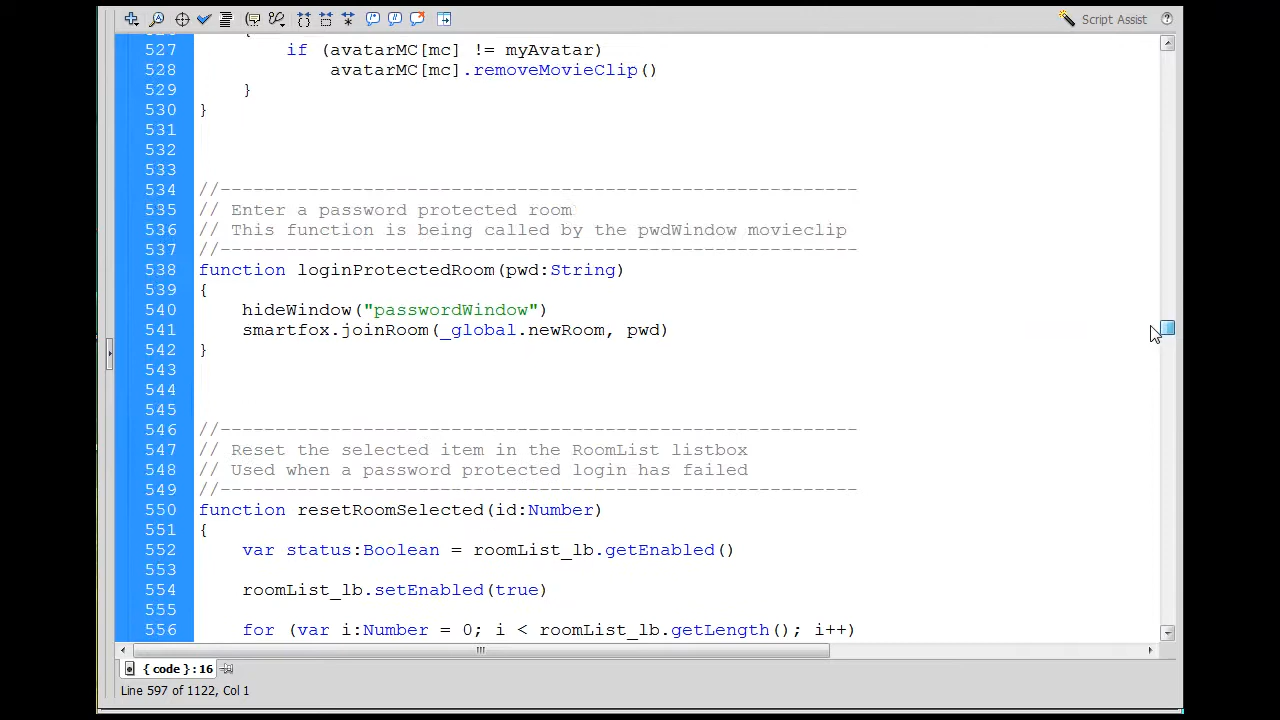 Script Assist
526 {
527 if (avatarMC[mc] != myAvatar)
528 avatarMC[mc].removeMovieClip()
529 }
530 }
531
532
533
534 //----------------------------------------------------------
535 // Enter a password protected room
536 // This function is being called by the pwdWindow movieclip
537 //----------------------------------------------------------
538 function loginProtectedRoom(pwd:String)
539 {
540 hideWindow("passwordWindow")
541 smartfox.joinRoom(_global.newRoom, pwd)
542 }
543
544
545
546 //----------------------------------------------------------
547 // Reset the selected item in the RoomList listbox
548 // Used when a password protected login has failed
549 //----------------------------------------------------------
550 function resetRoomSelected(id:Number)
551 {
552 var status:Boolean = roomList_lb.getEnabled()
553
554 roomList_lb.setEnabled(true)
555
556 for (var i:Number = 0; i < roomList_lb.getLength(); i++)
{ code }:16
Line 597 of 1122, Col 1